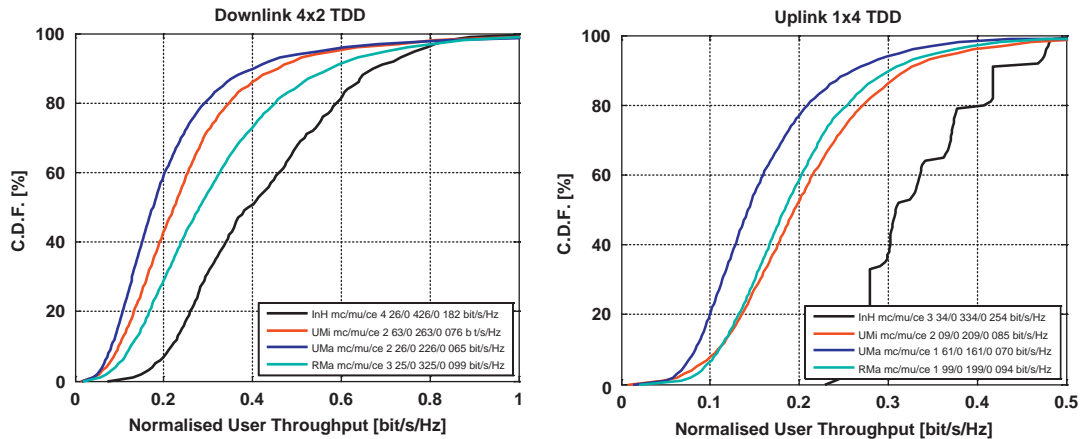 Downlink 4x2 TDD
100
80
60
40
20
0
C.D.F. [%]
InH mc/mu/ce 4 26/0 426/0 182 bit/s/Hz
UMi mc/mu/ce 2 63/0 263/0 076 b t/s/Hz
UMa mc/mu/ce 2 26/0 226/0 065 bit/s/Hz
RMa mc/mu/ce 3 25/0 325/0 099 bit/s/Hz
0 0.2 0.4 0.6 0.8 1
Normalised User Throughput [bit/s/Hz]
Uplink 1x4 TDD
100
80
60
40
20
0
C.D.F. [%]
InH mc/mu/ce 3 34/0 334/0 254 bit/s/Hz
UMi mc/mu/ce 2 09/0 209/0 085 bit/s/Hz
UMa mc/mu/ce 1 61/0 161/0 070 bit/s/Hz
RMa mc/mu/ce 1 99/0 199/0 094 bit/s/Hz
0 0.1 0.2 0.3 0.4 0.5
Normalised User Throughput [bit/s/Hz]